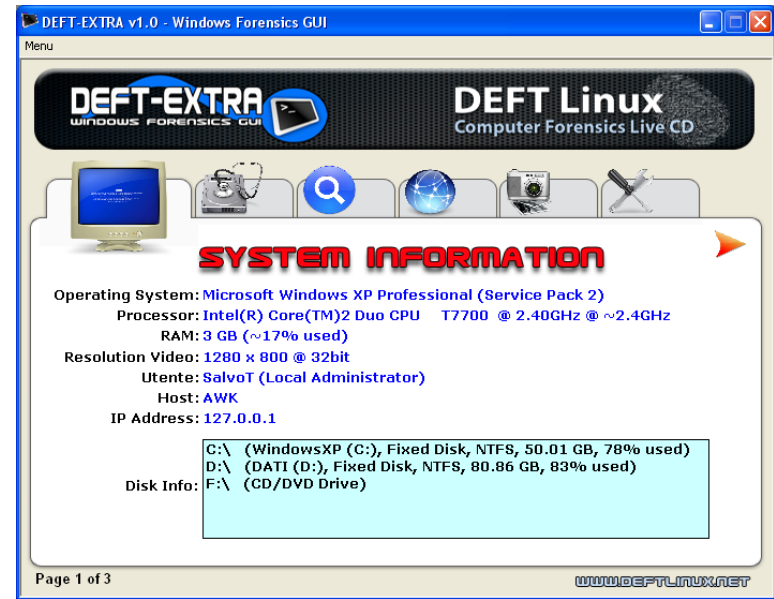 DEFT-EXTRA v1.0 - Windows Forensics GUI
Menu
DEFT-EXTRA
WINDOWS FORENSICS GUI
>_
DEFT Linux
Computer Forensics Live CD
SYSTEM INFORMATION
Operating System: Microsoft Windows XP Professional (Service Pack 2)
Processor: Intel(R) Core(TM)2 Duo CPU T7700 @ 2.40GHz @ ~2.4GHz
RAM: 3 GB (~17% used)
Resolution Video: 1280 x 800 @ 32bit
Utente: SalvoT (Local Administrator)
Host: AWK
IP Address: 127.0.0.1
Disk Info:
C:\ (WindowsXP (C:), Fixed Disk, NTFS, 50.01 GB, 78% used)
D:\ (DATI (D:), Fixed Disk, NTFS, 80.86 GB, 83% used)
F:\ (CD/DVD Drive)
Page 1 of 3
WWW.DEFTLINUX.NET